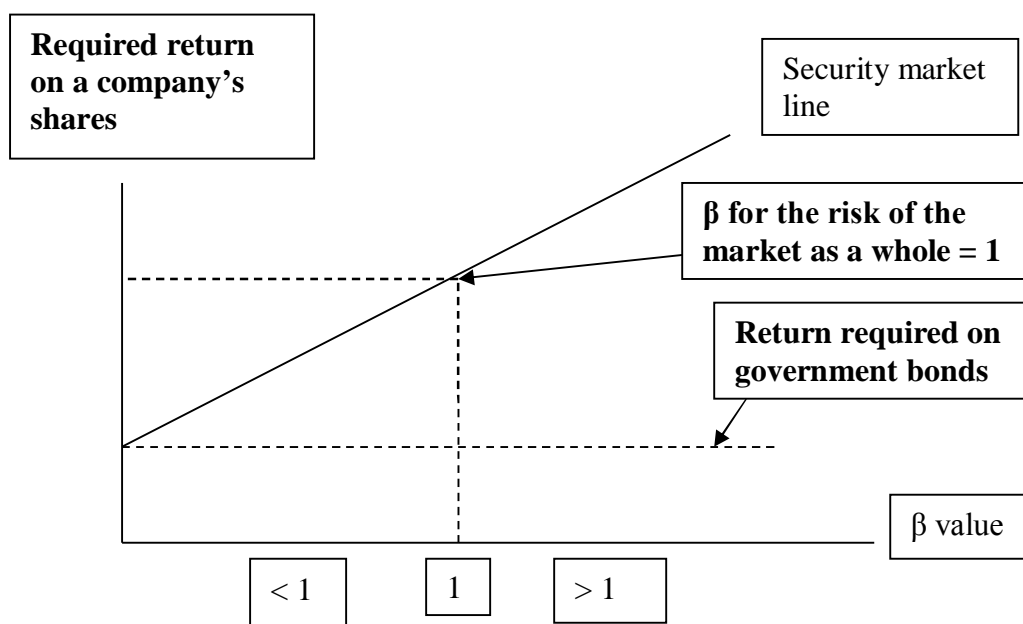 Required return
on a company’s
shares
Security market
line
β for the risk of the
market as a whole = 1
Return required on
government bonds
β value
< 1
1
> 1